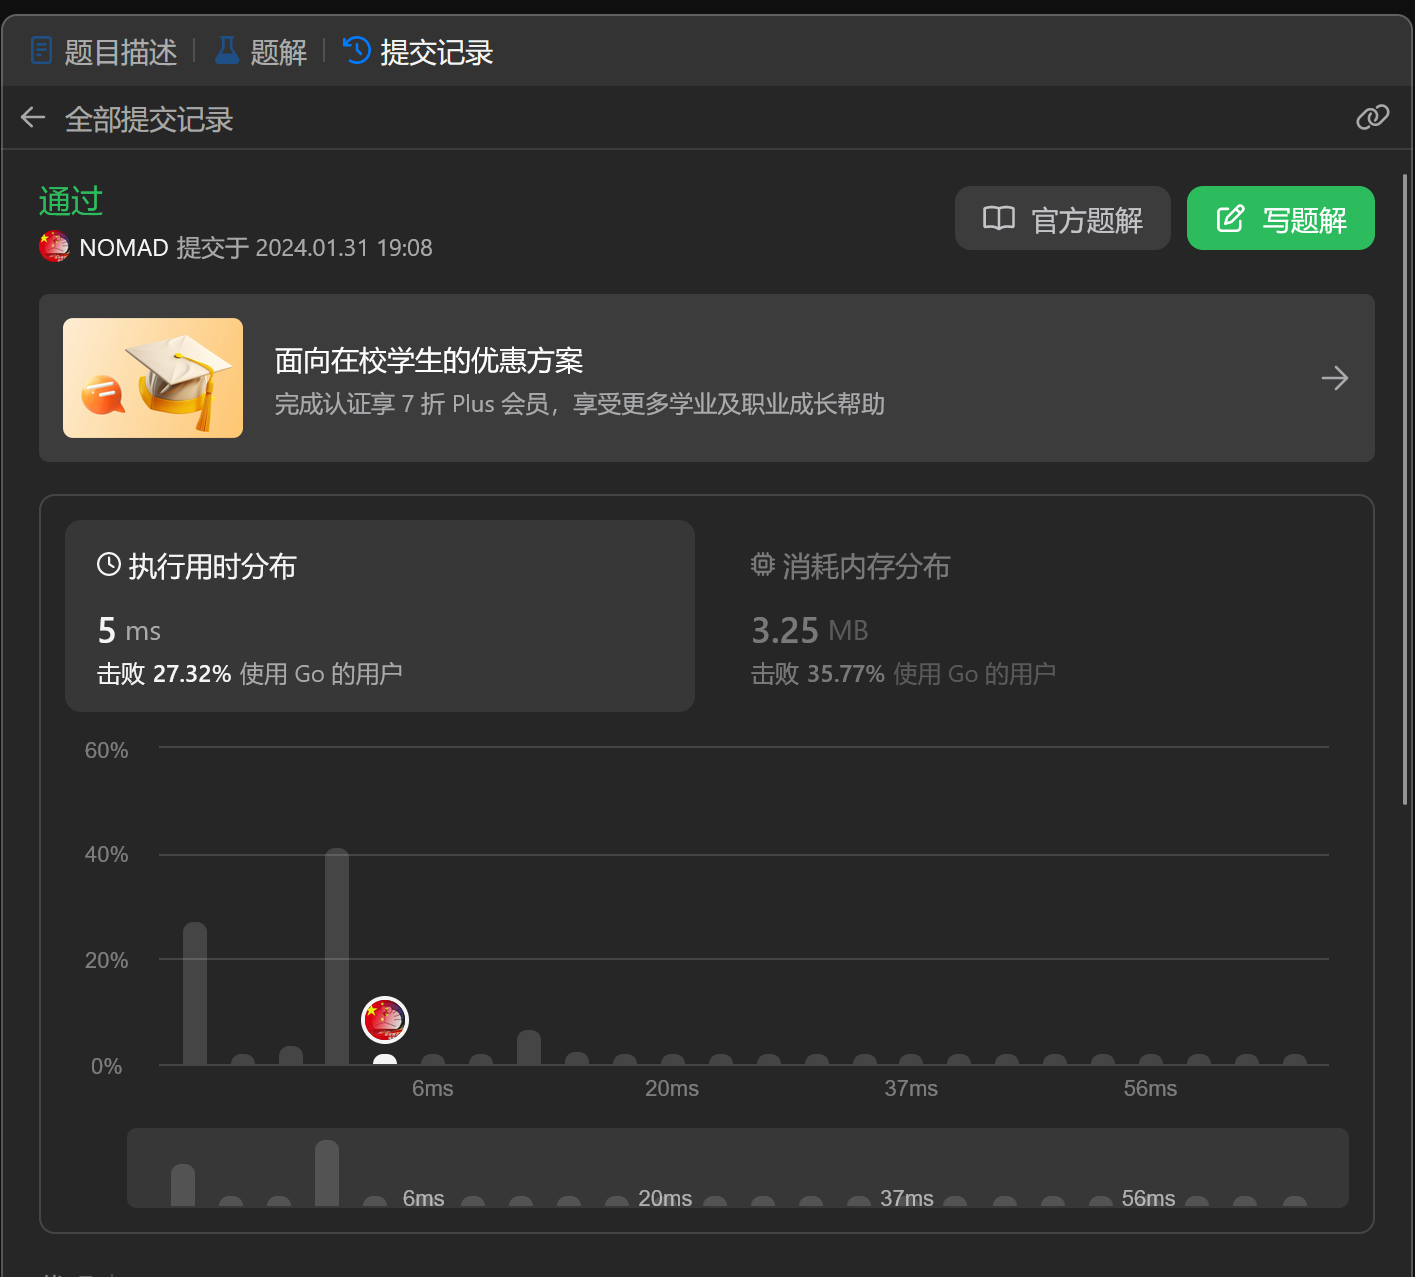 题目描述 题解 提交记录
全部提交记录
通过
NOMAD 提交于 2024.01.31 19:08
官方题解
写题解
面向在校学生的优惠方案
完成认证享 7 折 Plus 会员，享受更多学业及职业成长帮助
执行用时分布
5 ms
击败 27.32% 使用 Go 的用户
消耗内存分布
3.25 MB
击败 35.77% 使用 Go 的用户
60%
40%
20%
0%
6ms 20ms 37ms 56ms
6ms 20ms 37ms 56ms